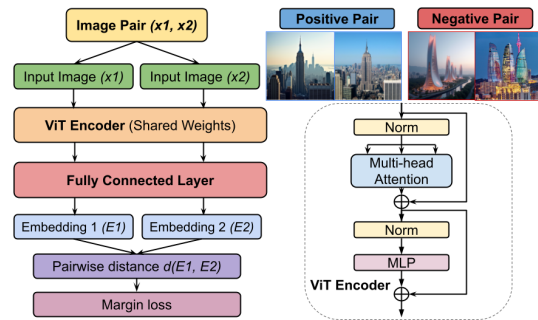 Image Pair (x1, x2)
Input Image (x1)
Input Image (x2)
ViT Encoder (Shared Weights)
Fully Connected Layer
Embedding 1 (E1)
Embedding 2 (E2)
Pairwise distance d(E1, E2)
Margin loss
Positive Pair
Negative Pair
Norm
Multi-head
Attention
Norm
MLP
ViT Encoder